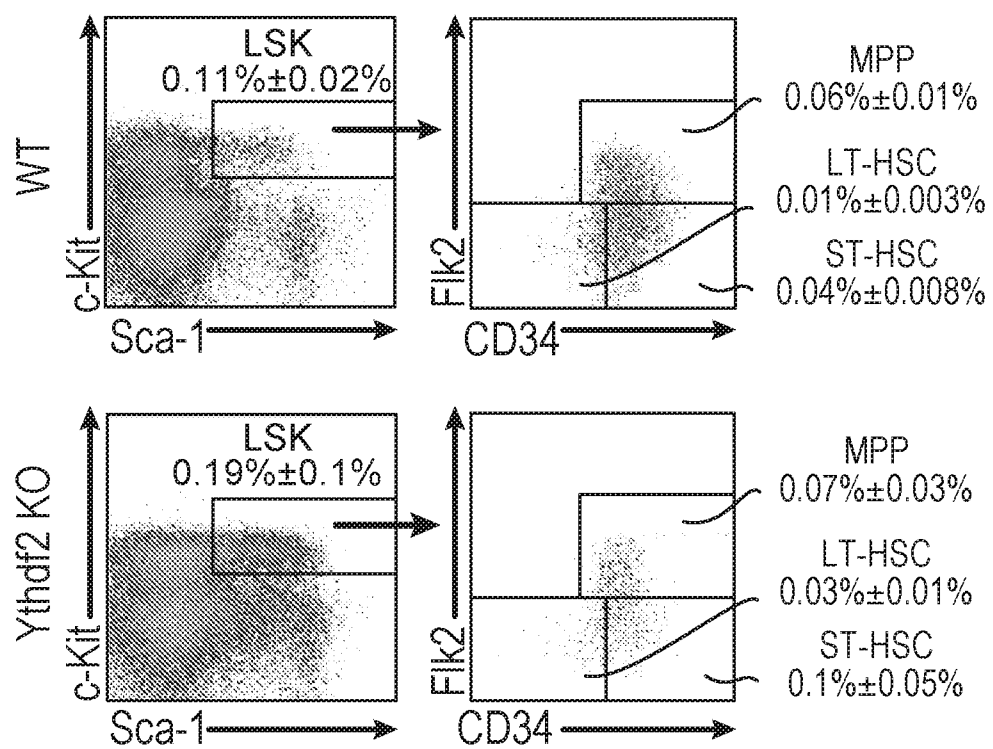 WT
c-Kit
LSK
0.11%±0.02%
Sca-1
Flk2
CD34
MPP
0.06%±0.01%
LT-HSC
0.01%±0.003%
ST-HSC
0.04%±0.008%
Ythdf2 KO
c-Kit
LSK
0.19%±0.1%
Sca-1
Flk2
CD34
MPP
0.07%±0.03%
LT-HSC
0.03%±0.01%
ST-HSC
0.1%±0.05%